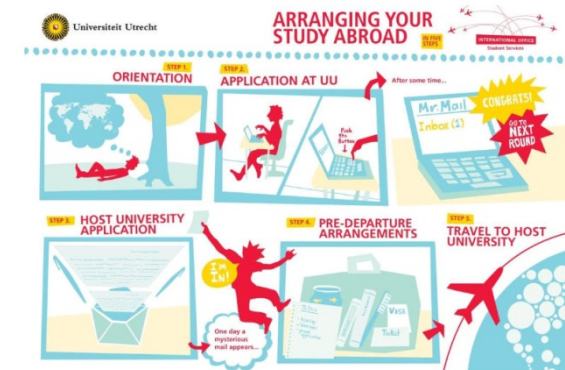 Universiteit Utrecht
ARRANGING YOUR
STUDY ABROAD
IN FIVE
STEPS
INTERNATIONAL OFFICE
Student Services
STEP 1.
ORIENTATION
STEP 2.
APPLICATION AT UU
Push
the
Button
After some time...
Mr. Mail
Inbox (1)
CONGRATS!
GO TO
NEXT
ROUND
STEP 3.
HOST UNIVERSITY
APPLICATION
I'm
IN!
One day a
mysterious
mail appears...
STEP 4.
PRE-DEPARTURE
ARRANGEMENTS
VISA
Ticket
STEP 5.
TRAVEL TO HOST
UNIVERSITY